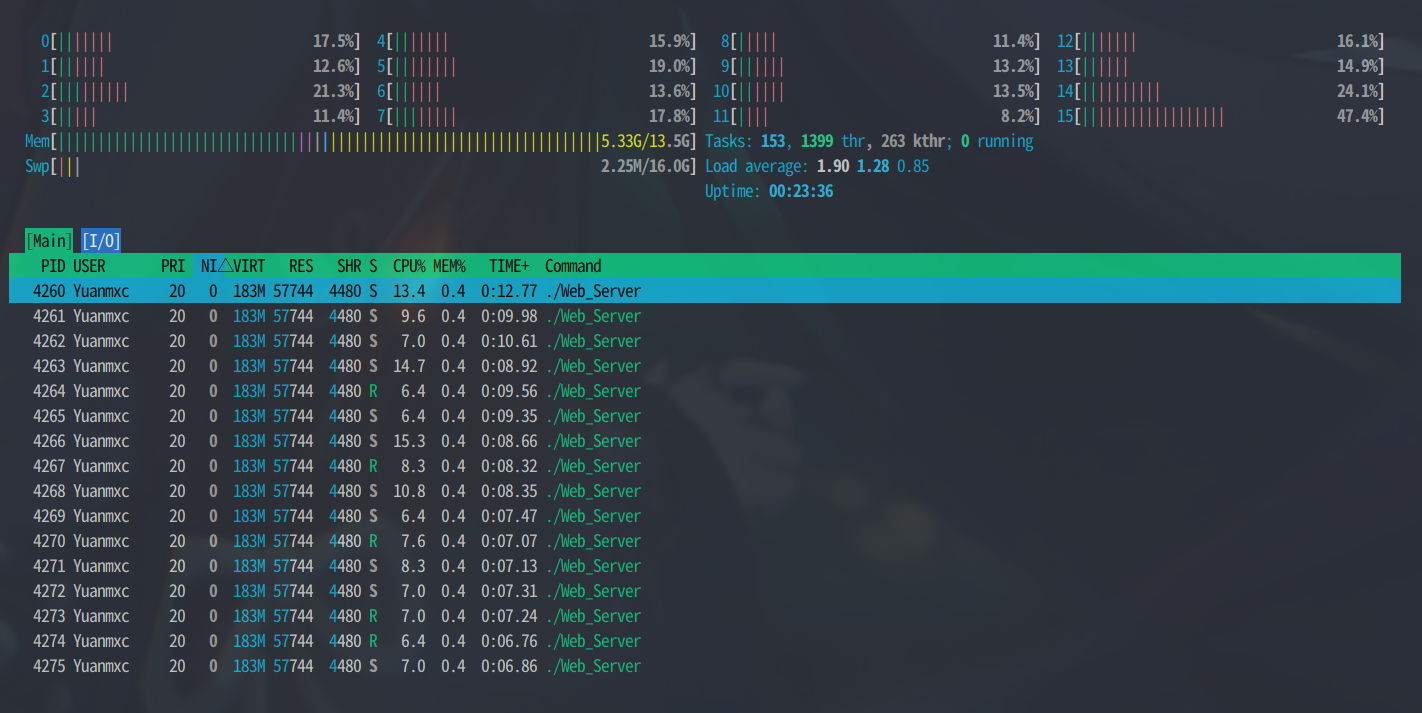 0[||||||| 17.5%] 4[||||||| 15.9%] 8[||||| 11.4%] 12[||||||| 16.1%]
1[|||||| 12.6%] 5[|||||||| 19.0%] 9[|||||| 13.2%] 13[|||||| 14.9%]
2[||||||||| 21.3%] 6[|||||| 13.6%] 10[|||||| 13.5%] 14[|||||||||| 24.1%]
3[||||| 11.4%] 7[|||||||| 17.8%] 11[|||| 8.2%] 15[|||||||||||||||||| 47.4%]
Mem[||||||||||||||||||||||||||||||||||||||||||||||||||||||||||||||||||||5.33G/13.5G] Tasks: 153, 1399 thr, 263 kthr; 0 running
Swp[||| 2.25M/16.0G] Load average: 1.90 1.28 0.85
Uptime: 00:23:36
[Main] [I/O]
PID USER PRI NI△VIRT RES SHR S CPU% MEM% TIME+ Command
4260 Yuanmxc 20 0 183M 57744 4480 S 13.4 0.4 0:12.77 ./Web_Server
4261 Yuanmxc 20 0 183M 57744 4480 S 9.6 0.4 0:09.98 ./Web_Server
4262 Yuanmxc 20 0 183M 57744 4480 S 7.0 0.4 0:10.61 ./Web_Server
4263 Yuanmxc 20 0 183M 57744 4480 S 14.7 0.4 0:08.92 ./Web_Server
4264 Yuanmxc 20 0 183M 57744 4480 R 6.4 0.4 0:09.56 ./Web_Server
4265 Yuanmxc 20 0 183M 57744 4480 S 6.4 0.4 0:09.35 ./Web_Server
4266 Yuanmxc 20 0 183M 57744 4480 S 15.3 0.4 0:08.66 ./Web_Server
4267 Yuanmxc 20 0 183M 57744 4480 R 8.3 0.4 0:08.32 ./Web_Server
4268 Yuanmxc 20 0 183M 57744 4480 S 10.8 0.4 0:08.35 ./Web_Server
4269 Yuanmxc 20 0 183M 57744 4480 S 6.4 0.4 0:07.47 ./Web_Server
4270 Yuanmxc 20 0 183M 57744 4480 R 7.6 0.4 0:07.07 ./Web_Server
4271 Yuanmxc 20 0 183M 57744 4480 S 8.3 0.4 0:07.13 ./Web_Server
4272 Yuanmxc 20 0 183M 57744 4480 S 7.0 0.4 0:07.31 ./Web_Server
4273 Yuanmxc 20 0 183M 57744 4480 R 7.0 0.4 0:07.24 ./Web_Server
4274 Yuanmxc 20 0 183M 57744 4480 R 6.4 0.4 0:06.76 ./Web_Server
4275 Yuanmxc 20 0 183M 57744 4480 S 7.0 0.4 0:06.86 ./Web_Server